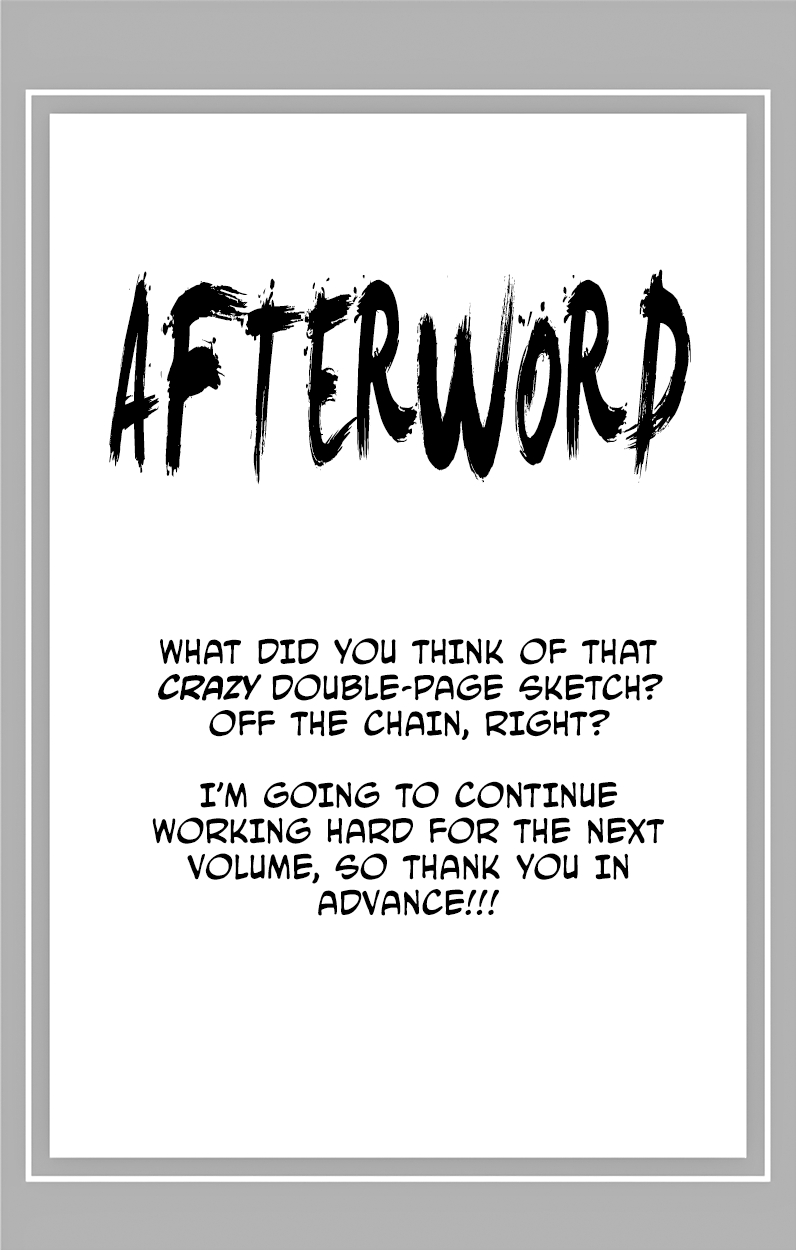 AFTERWORD
WHAT DID YOU THINK OF THAT
CRAZY DOUBLE-PAGE SKETCH?
OFF THE CHAIN, RIGHT?
I'M GOING TO CONTINUE
WORKING HARD FOR THE NEXT
VOLUME, SO THANK YOU IN
ADVANCE!!!